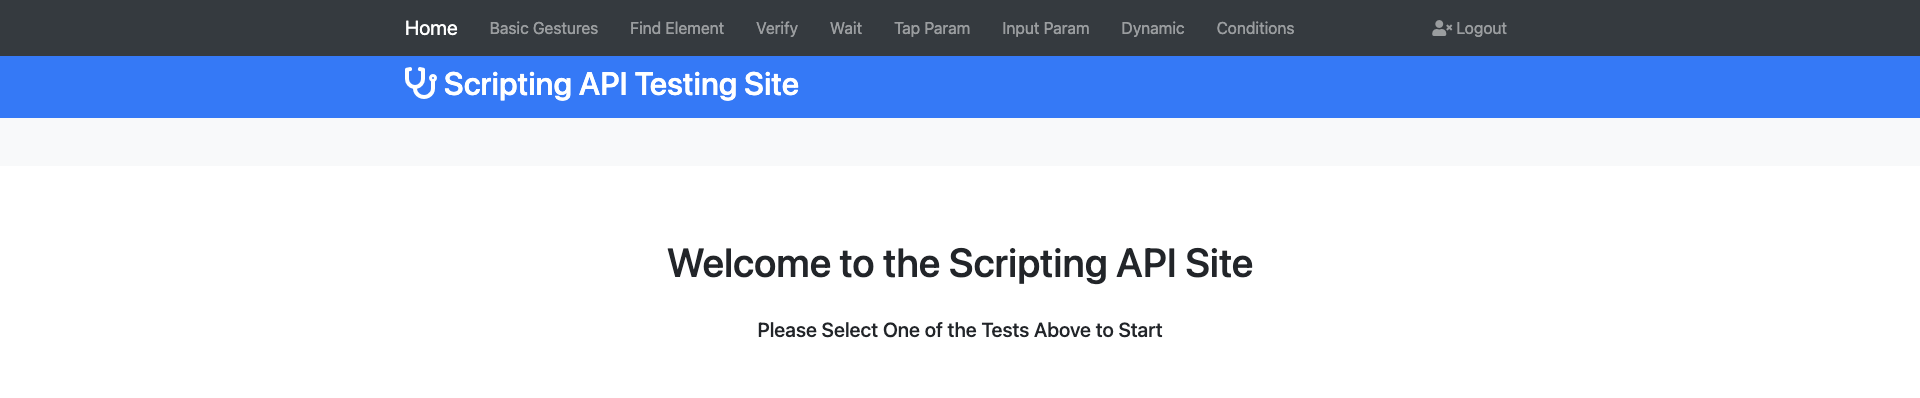 Home Basic Gestures Find Element Verify Wait Tap Param Input Param Dynamic Conditions Logout
Scripting API Testing Site
Welcome to the Scripting API Site
Please Select One of the Tests Above to Start